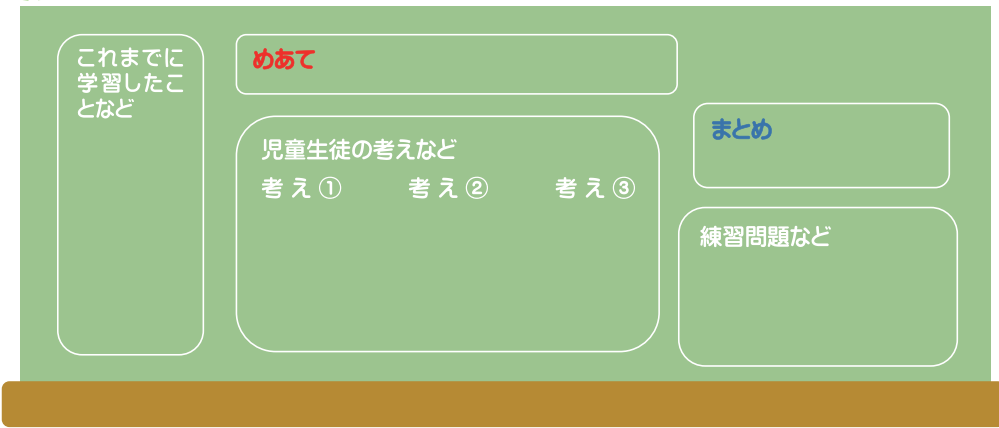 これまでに
学習したこ
となど
めあて
児童生徒の考えなど
考え① 考え② 考え③
まとめ
練習問題など